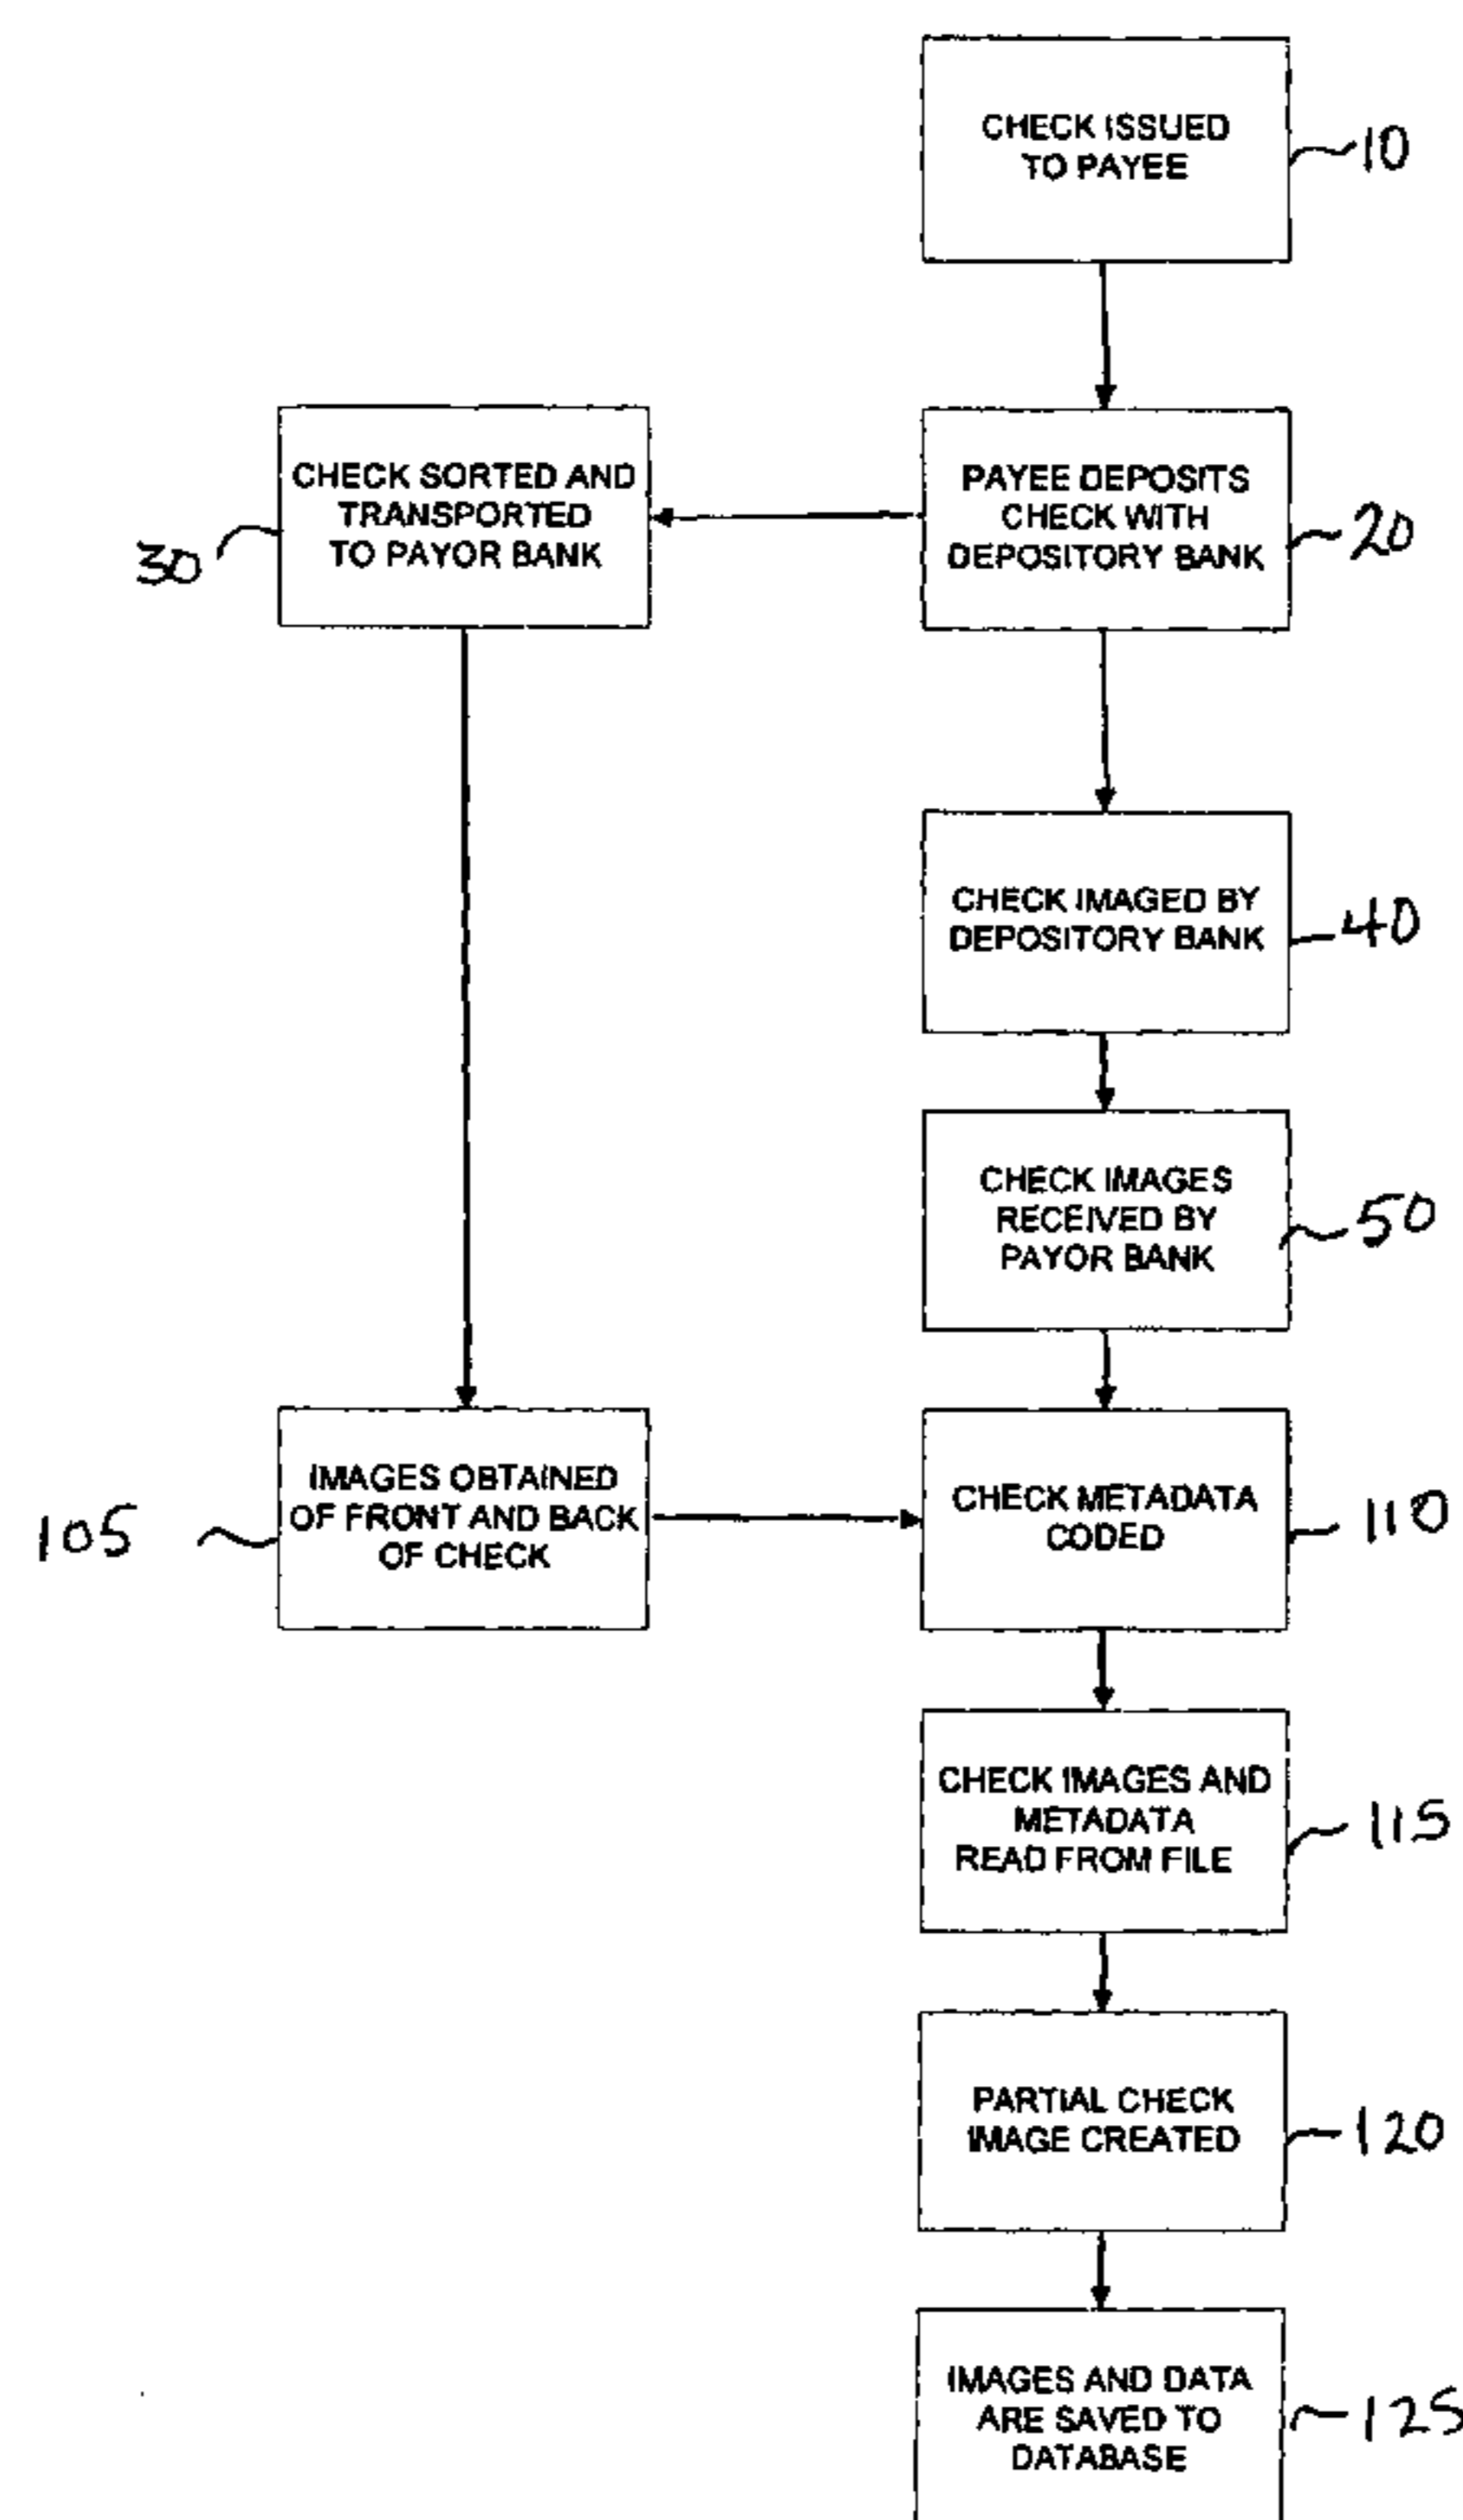 CHECK ISSUED
TO PAYEE
10
CHECK SORTED AND
TRANSPORTED
TO PAYOR BANK
30
PAYEE DEPOSITS
CHECK WITH
DEPOSITORY BANK
20
CHECK IMAGED BY
DEPOSITORY BANK
40
CHECK IMAGES
RECEIVED BY
PAYOR BANK
50
IMAGES OBTAINED
OF FRONT AND BACK
OF CHECK
105
CHECK METADATA
CODED
110
CHECK IMAGES AND
METADATA
READ FROM FILE
115
PARTIAL CHECK
IMAGE CREATED
120
IMAGES AND DATA
ARE SAVED TO
DATABASE
125